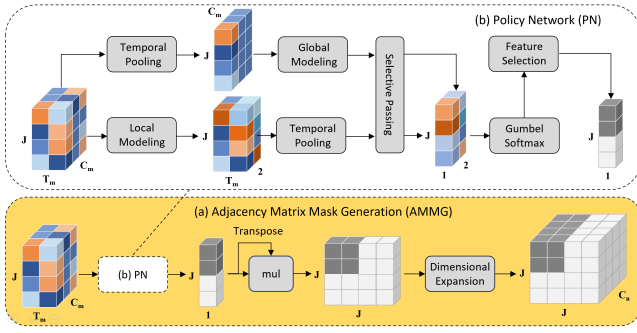 (b) Policy Network (PN)
C_m
J
Temporal
Pooling
J
Global
Modeling
Selective Passing
Feature
Selection
J
T_m
C_m
Local
Modeling
J
T_m
2
Temporal
Pooling
J
1
2
Gumbel
Softmax
J
1
(a) Adjacency Matrix Mask Generation (AMMG)
Transpose
J
T_m
C_m
(b) PN
J
1
mul
J
J
Dimensional
Expansion
J
J
C_n